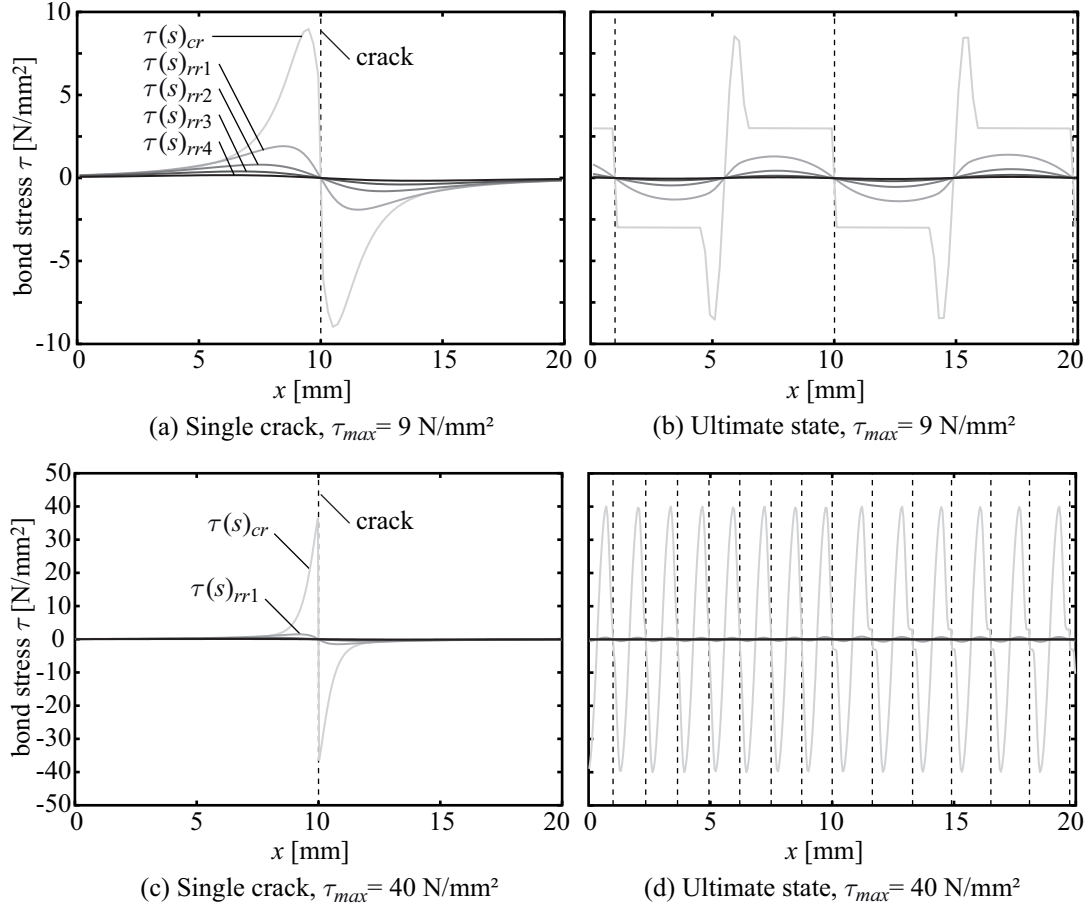 10
5
0
-5
-10
bond stress τ [N/mm²]
τ(s)cr
τ(s)rr1
τ(s)rr2
τ(s)rr3
τ(s)rr4
crack
0 5 10 15 20
x [mm]
(a) Single crack, τmax= 9 N/mm²
0 5 10 15 20
x [mm]
(b) Ultimate state, τmax= 9 N/mm²
50
40
30
20
10
0
-10
-20
-30
-40
-50
bond stress τ [N/mm²]
τ(s)cr
τ(s)rr1
crack
0 5 10 15 20
x [mm]
(c) Single crack, τmax= 40 N/mm²
0 5 10 15 20
x [mm]
(d) Ultimate state, τmax= 40 N/mm²